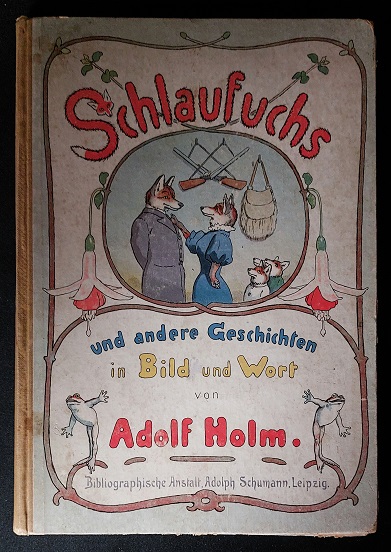 Schlaufuchs
und andere Geschichten
in Bild und Wort
von
Adolf Holm.
Bibliographische Anstalt, Adolph Schumann, Leipzig.